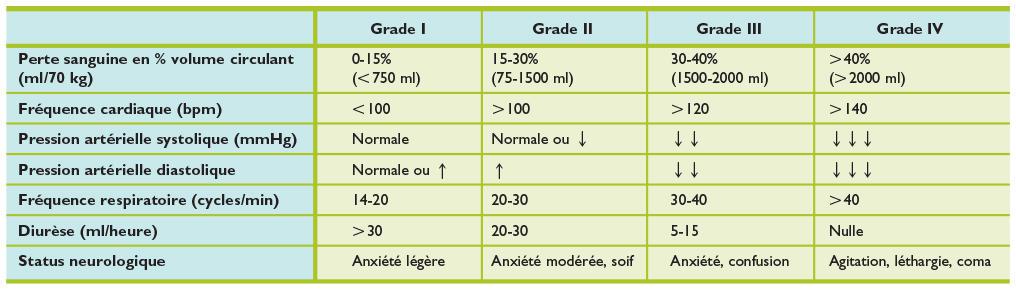 Grade I Grade II Grade III Grade IV
Perte sanguine en % volume circulant 0-15% 15-30% 30-40% >40%
(ml/70 kg) (<750 ml) (75-1500 ml) (1500-2000 ml) (>2000 ml)
Fréquence cardiaque (bpm) <100 >100 >120 >140
Pression artérielle systolique (mmHg) Normale Normale ou ↓ ↓↓ ↓↓↓
Pression artérielle diastolique Normale ou ↑ ↑ ↓↓ ↓↓↓
Fréquence respiratoire (cycles/min) 14-20 20-30 30-40 >40
Diurèse (ml/heure) >30 20-30 5-15 Nulle
Status neurologique Anxiété légère Anxiété modérée, soif Anxiété, confusion Agitation, léthargie, coma